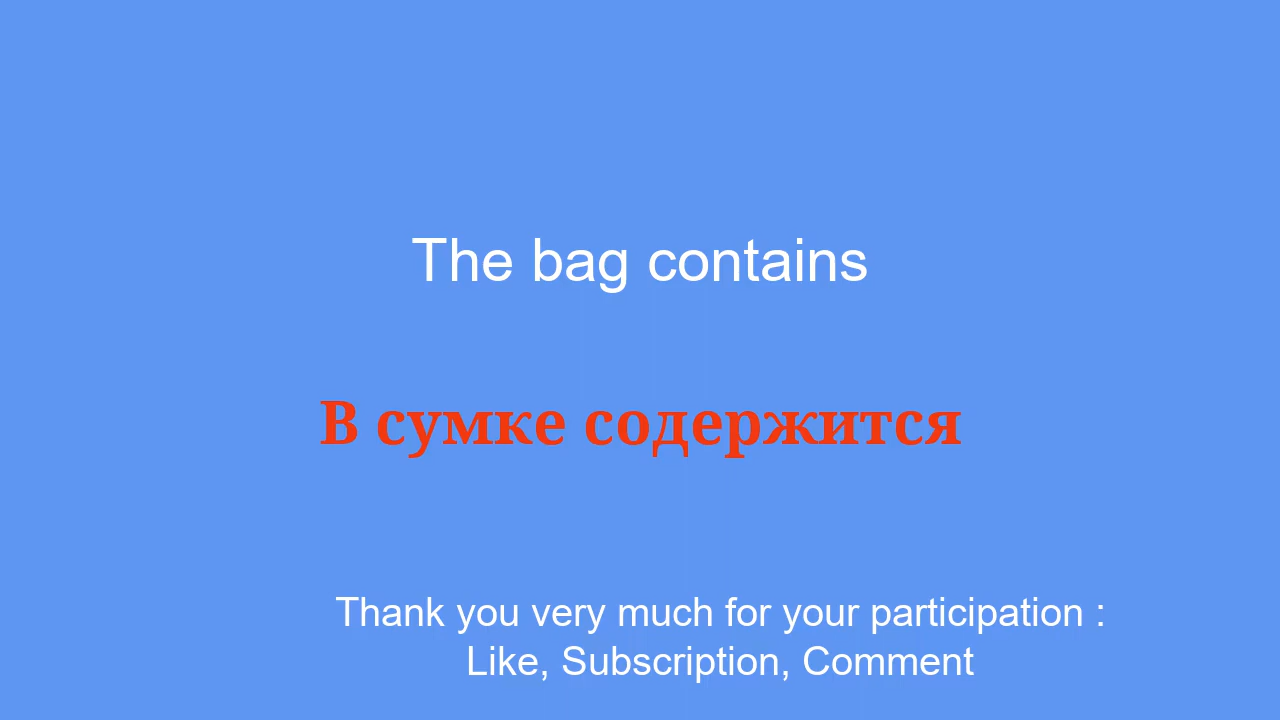 The bag contains
В сумке содержится
Thank you very much for your participation :
Like, Subscription, Comment